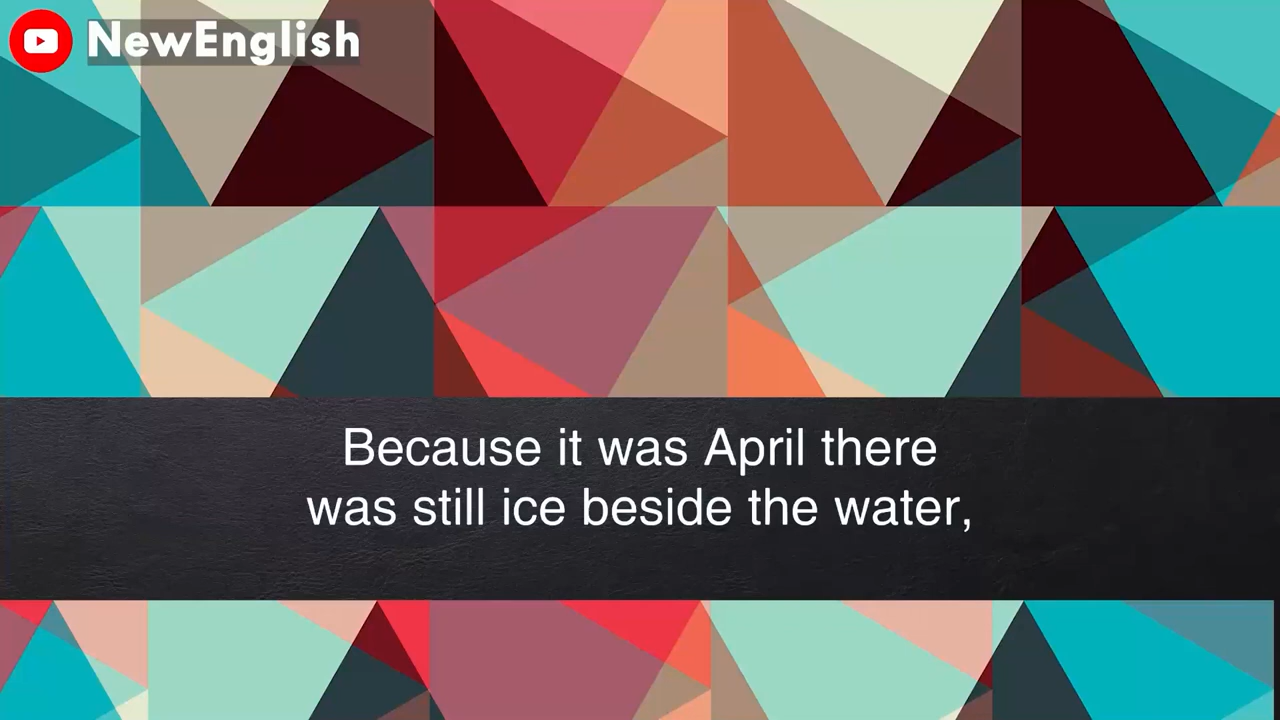 NewEnglish
Because it was April there
was still ice beside the water,